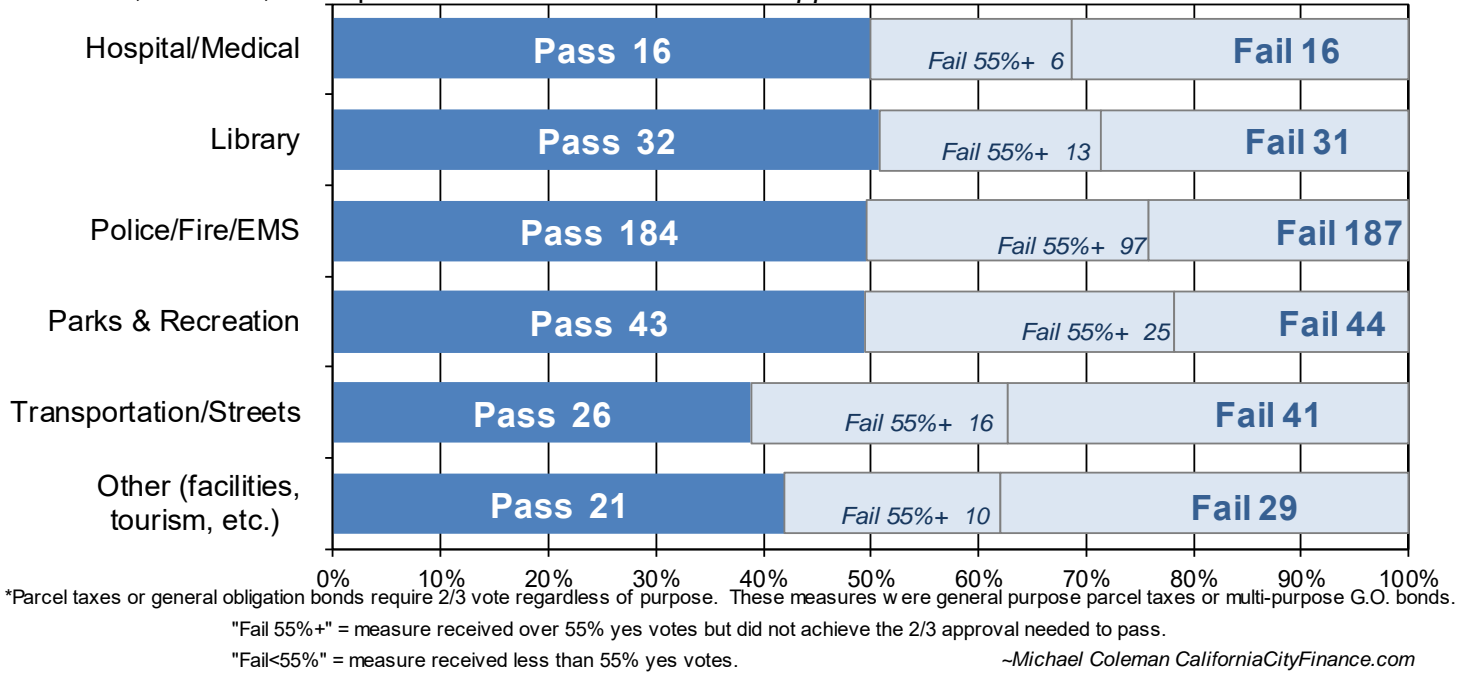 Hospital/Medical
Pass 16
Fail 55%+ 6
Fail 16
Library
Pass 32
Fail 55%+ 13
Fail 31
Police/Fire/EMS
Pass 184
Fail 55%+ 97
Fail 187
Parks & Recreation
Pass 43
Fail 55%+ 25
Fail 44
Transportation/Streets
Pass 26
Fail 55%+ 16
Fail 41
Other (facilities,
tourism, etc.)
Pass 21
Fail 55%+ 10
Fail 29
0% 10% 20% 30% 40% 50% 60% 70% 80% 90% 100%
*Parcel taxes or general obligation bonds require 2/3 vote regardless of purpose. These measures were general purpose parcel taxes or multi-purpose G.O. bonds.
"Fail 55%+" = measure received over 55% yes votes but did not achieve the 2/3 approval needed to pass.
"Fail<55%" = measure received less than 55% yes votes.
~Michael Coleman CaliforniaCityFinance.com